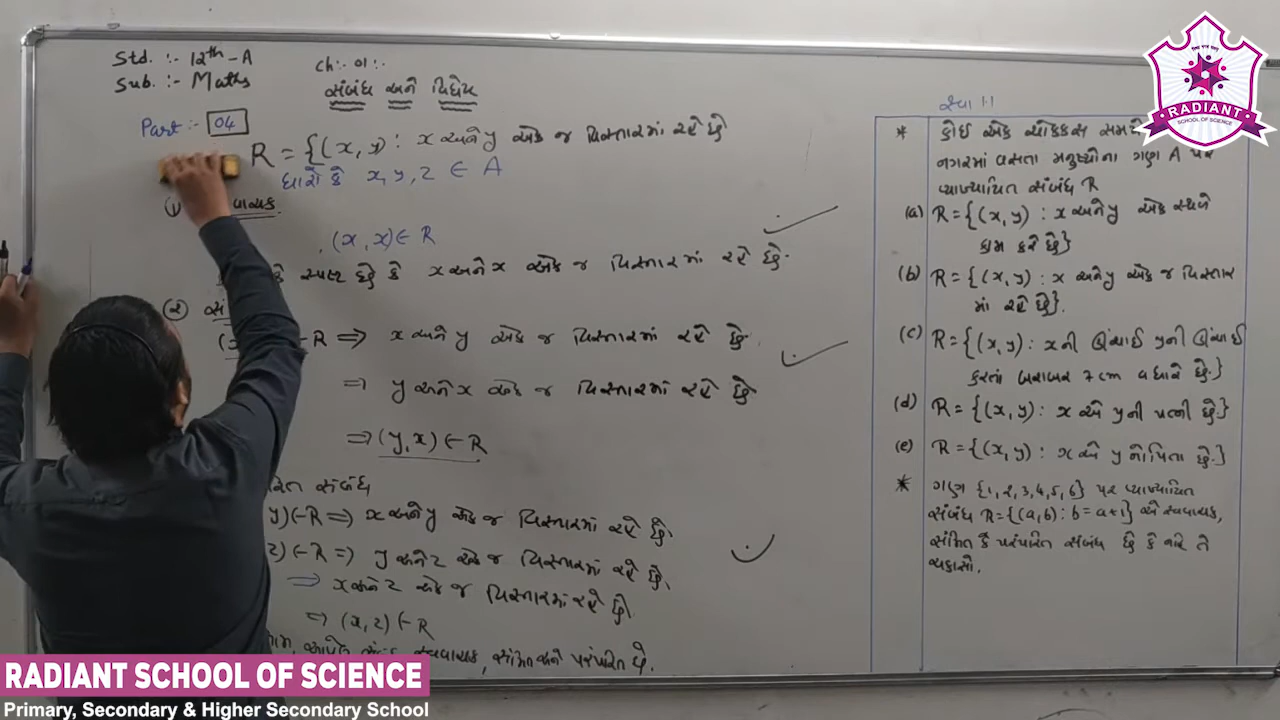 Std. :- 12th - A
Sub. :- Maths
Ch:- 01 :-
સંબંધ અને વિધેય
Part :- 04
R = {(x, y) : x અને y એક જ વિસ્તારમાં રહે છે
ધારો કે x, y, z ∈ A
(1) વાચક.
(x, x) ∈ R
કે સ્પષ્ટ છે કે x અને x એક જ વિસ્તારમાં રહે છે.
(૨) સં
∈ R ⟹ x અને y એક જ વિસ્તારમાં રહે છે.
⟹ y અને x એક જ વિસ્તારમાં રહે છે
⟹ (y, x) ∈ R
રિત સંબંધ
y) ∈ R ⟹ x અને y એક જ વિસ્તારમાં રહે છે.
z) ∈ R ⟹ y અને z એક જ વિસ્તારમાં રહે છે.
⟹ x અને z એક જ વિસ્તારમાં રહે છે.
⟹ (x, z) ∈ R
આમ, આપેલ સંબંધ સ્વવાચક, સંમિત અને પરંપરિત છે.
સ્વા 1.1
* કોઈ એક ચોક્કસ સમયે
નગરમાં વસતા મનુષ્યોના ગણ A પર
વ્યાખ્યાયિત સંબંધ R
(a) R = {(x, y) : x અને y એક સ્થળે
કામ કરે છે}
(b) R = {(x, y) : x અને y એક જ વિસ્તાર
માં રહે છે}.
(c) R = {(x, y) : x ની ઊંચાઈ y ની ઊંચાઈ
કરતાં બરાબર 7 cm વધારે છે.}
(d) R = {(x, y) : x એ y ની પત્ની છે.}
(e) R = {(x, y) : x એ y નો પિતા છે.}
* ગણ {1, 2, 3, 4, 5, 6} પર વ્યાખ્યાયિત
સંબંધ R = {(a, b) : b = a+1} એ સ્વવાચક,
સંમિત કે પરંપરિત સંબંધ છે કે નહિ તે
ચકાસો.
RADIANT
SCHOOL OF SCIENCE
RADIANT SCHOOL OF SCIENCE
Primary, Secondary & Higher Secondary School